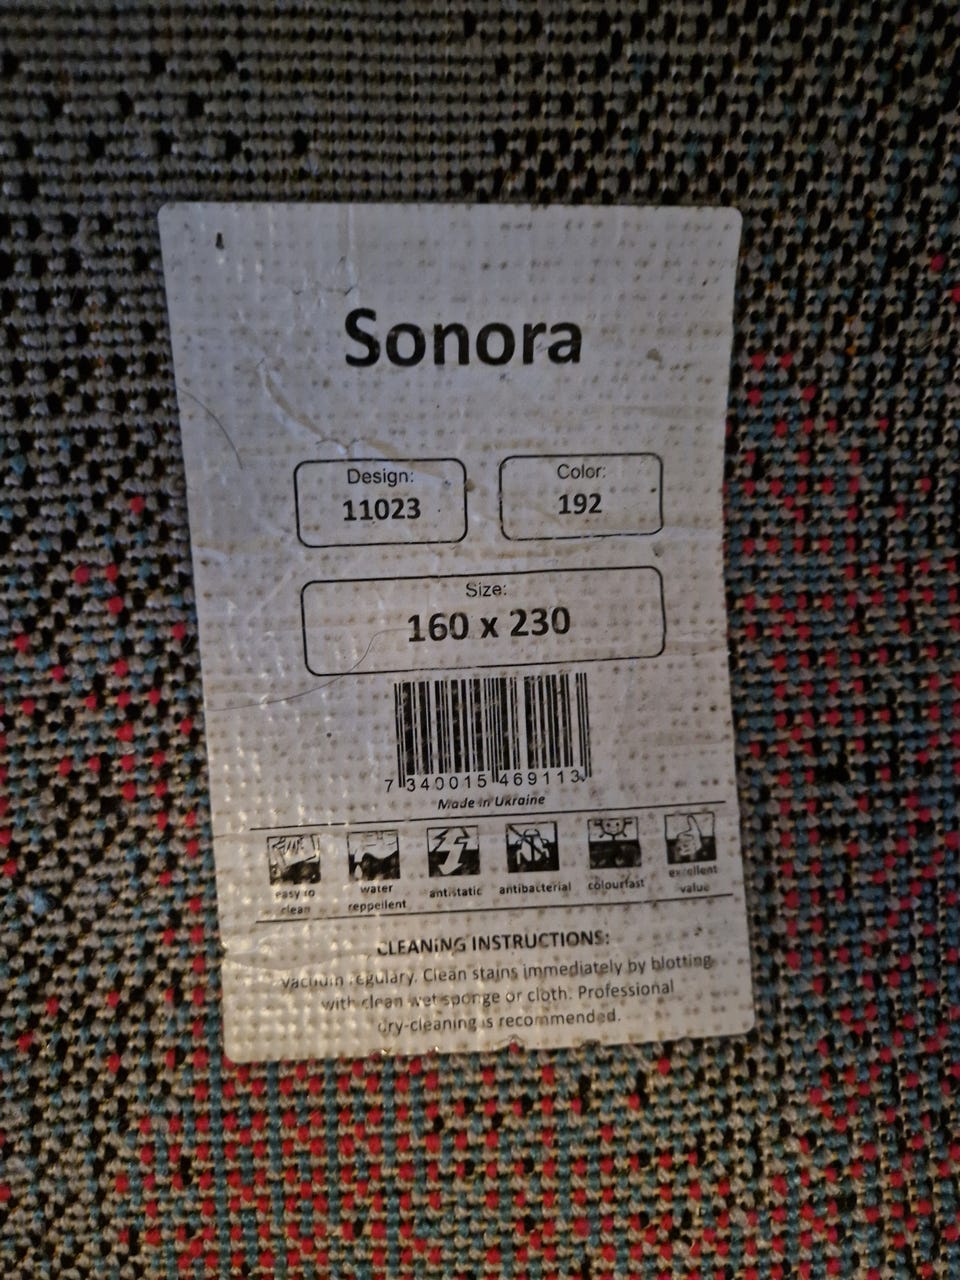 Sonora
Design:
11023
Color:
192
Size:
160 x 230
7 340015 469113
Made in Ukraine
easy to
clean
water
reppellent
antistatic
antibacterial
colourfast
excellent
value
CLEANING INSTRUCTIONS:
vacuum regulary. Clean stains immediately by blotting
with clean wet sponge or cloth. Professional
dry-cleaning is recommended.